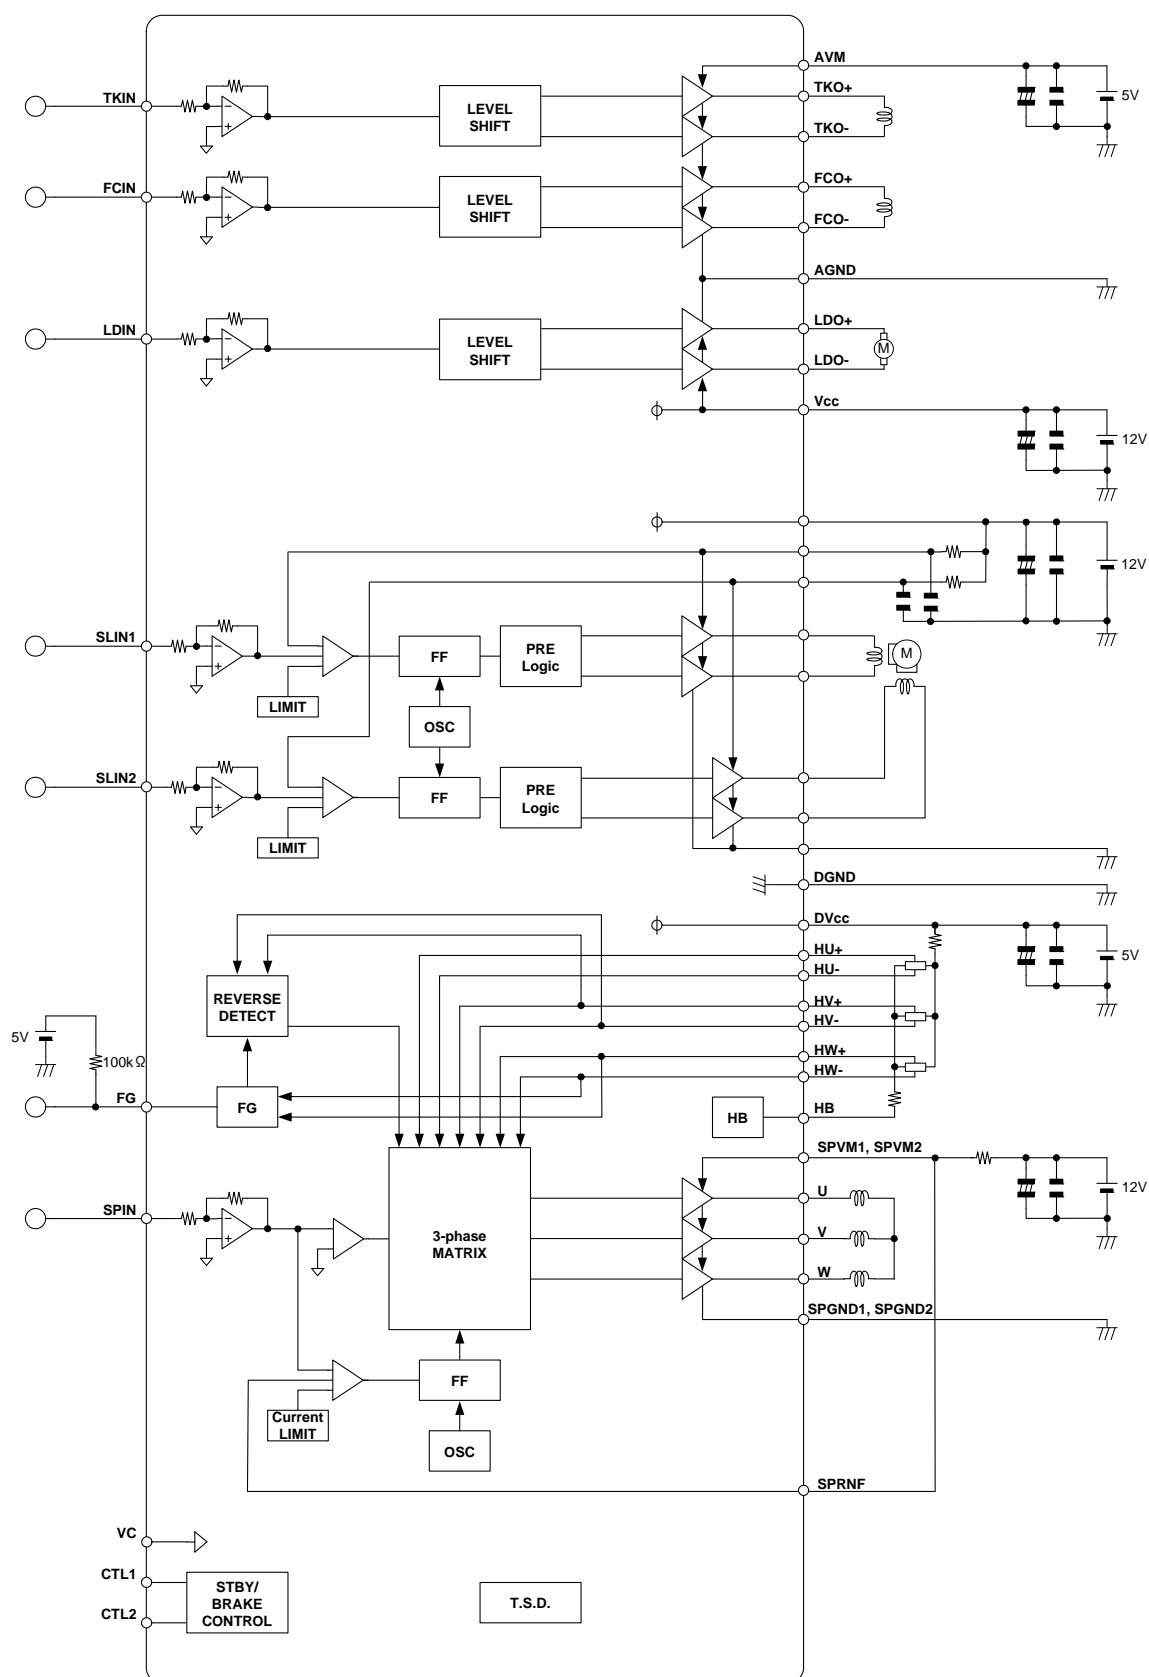 AVM
TKIN
LEVEL
SHIFT
TKO+
TKO-
5V
FCIN
LEVEL
SHIFT
FCO+
FCO-
AGND
LDIN
LEVEL
SHIFT
LDO+
LDO-
M
Vcc
12V
12V
SLIN1
FF
PRE
Logic
M
LIMIT
OSC
SLIN2
FF
PRE
Logic
LIMIT
DGND
DVcc
HU+
HU-
5V
REVERSE
DETECT
HV+
HV-
5V
100kΩ
HW+
HW-
FG
FG
HB
HB
SPVM1, SPVM2
SPIN
3-phase
MATRIX
U
12V
V
W
SPGND1, SPGND2
FF
Current
LIMIT
OSC
SPRNF
VC
CTL1
CTL2
STBY/
BRAKE
CONTROL
T.S.D.